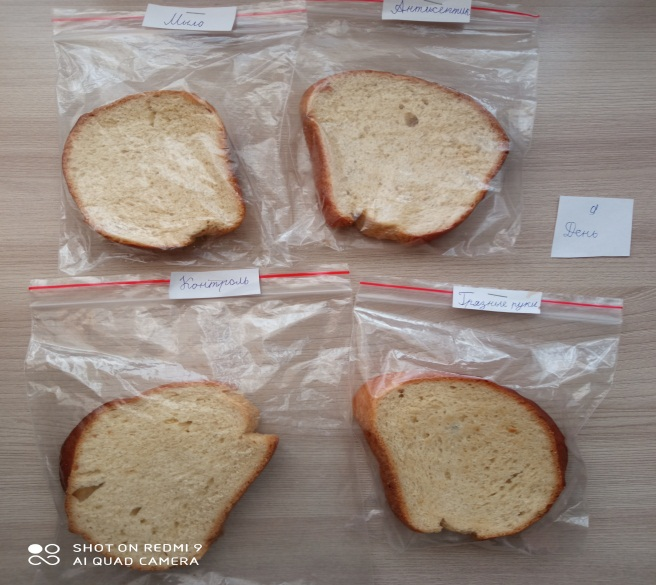 Мыло
Антисептик
День
Контроль
Грязные руки
SHOT ON REDMI 9
AI QUAD CAMERA